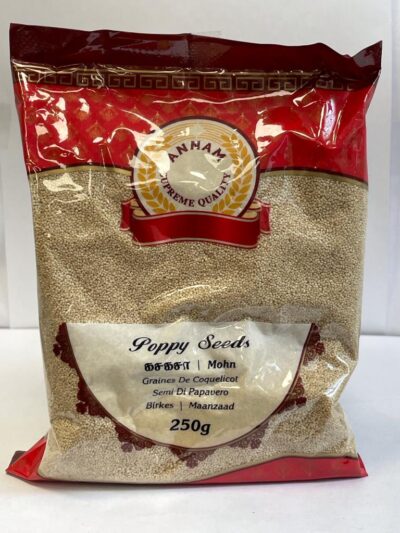 ANNAM
SUPREME QUALITY
Poppy Seeds
கசகசா | Mohn
Graines De Coquelicot
Semi Di Papavero
Birkes | Maanzaad
250g